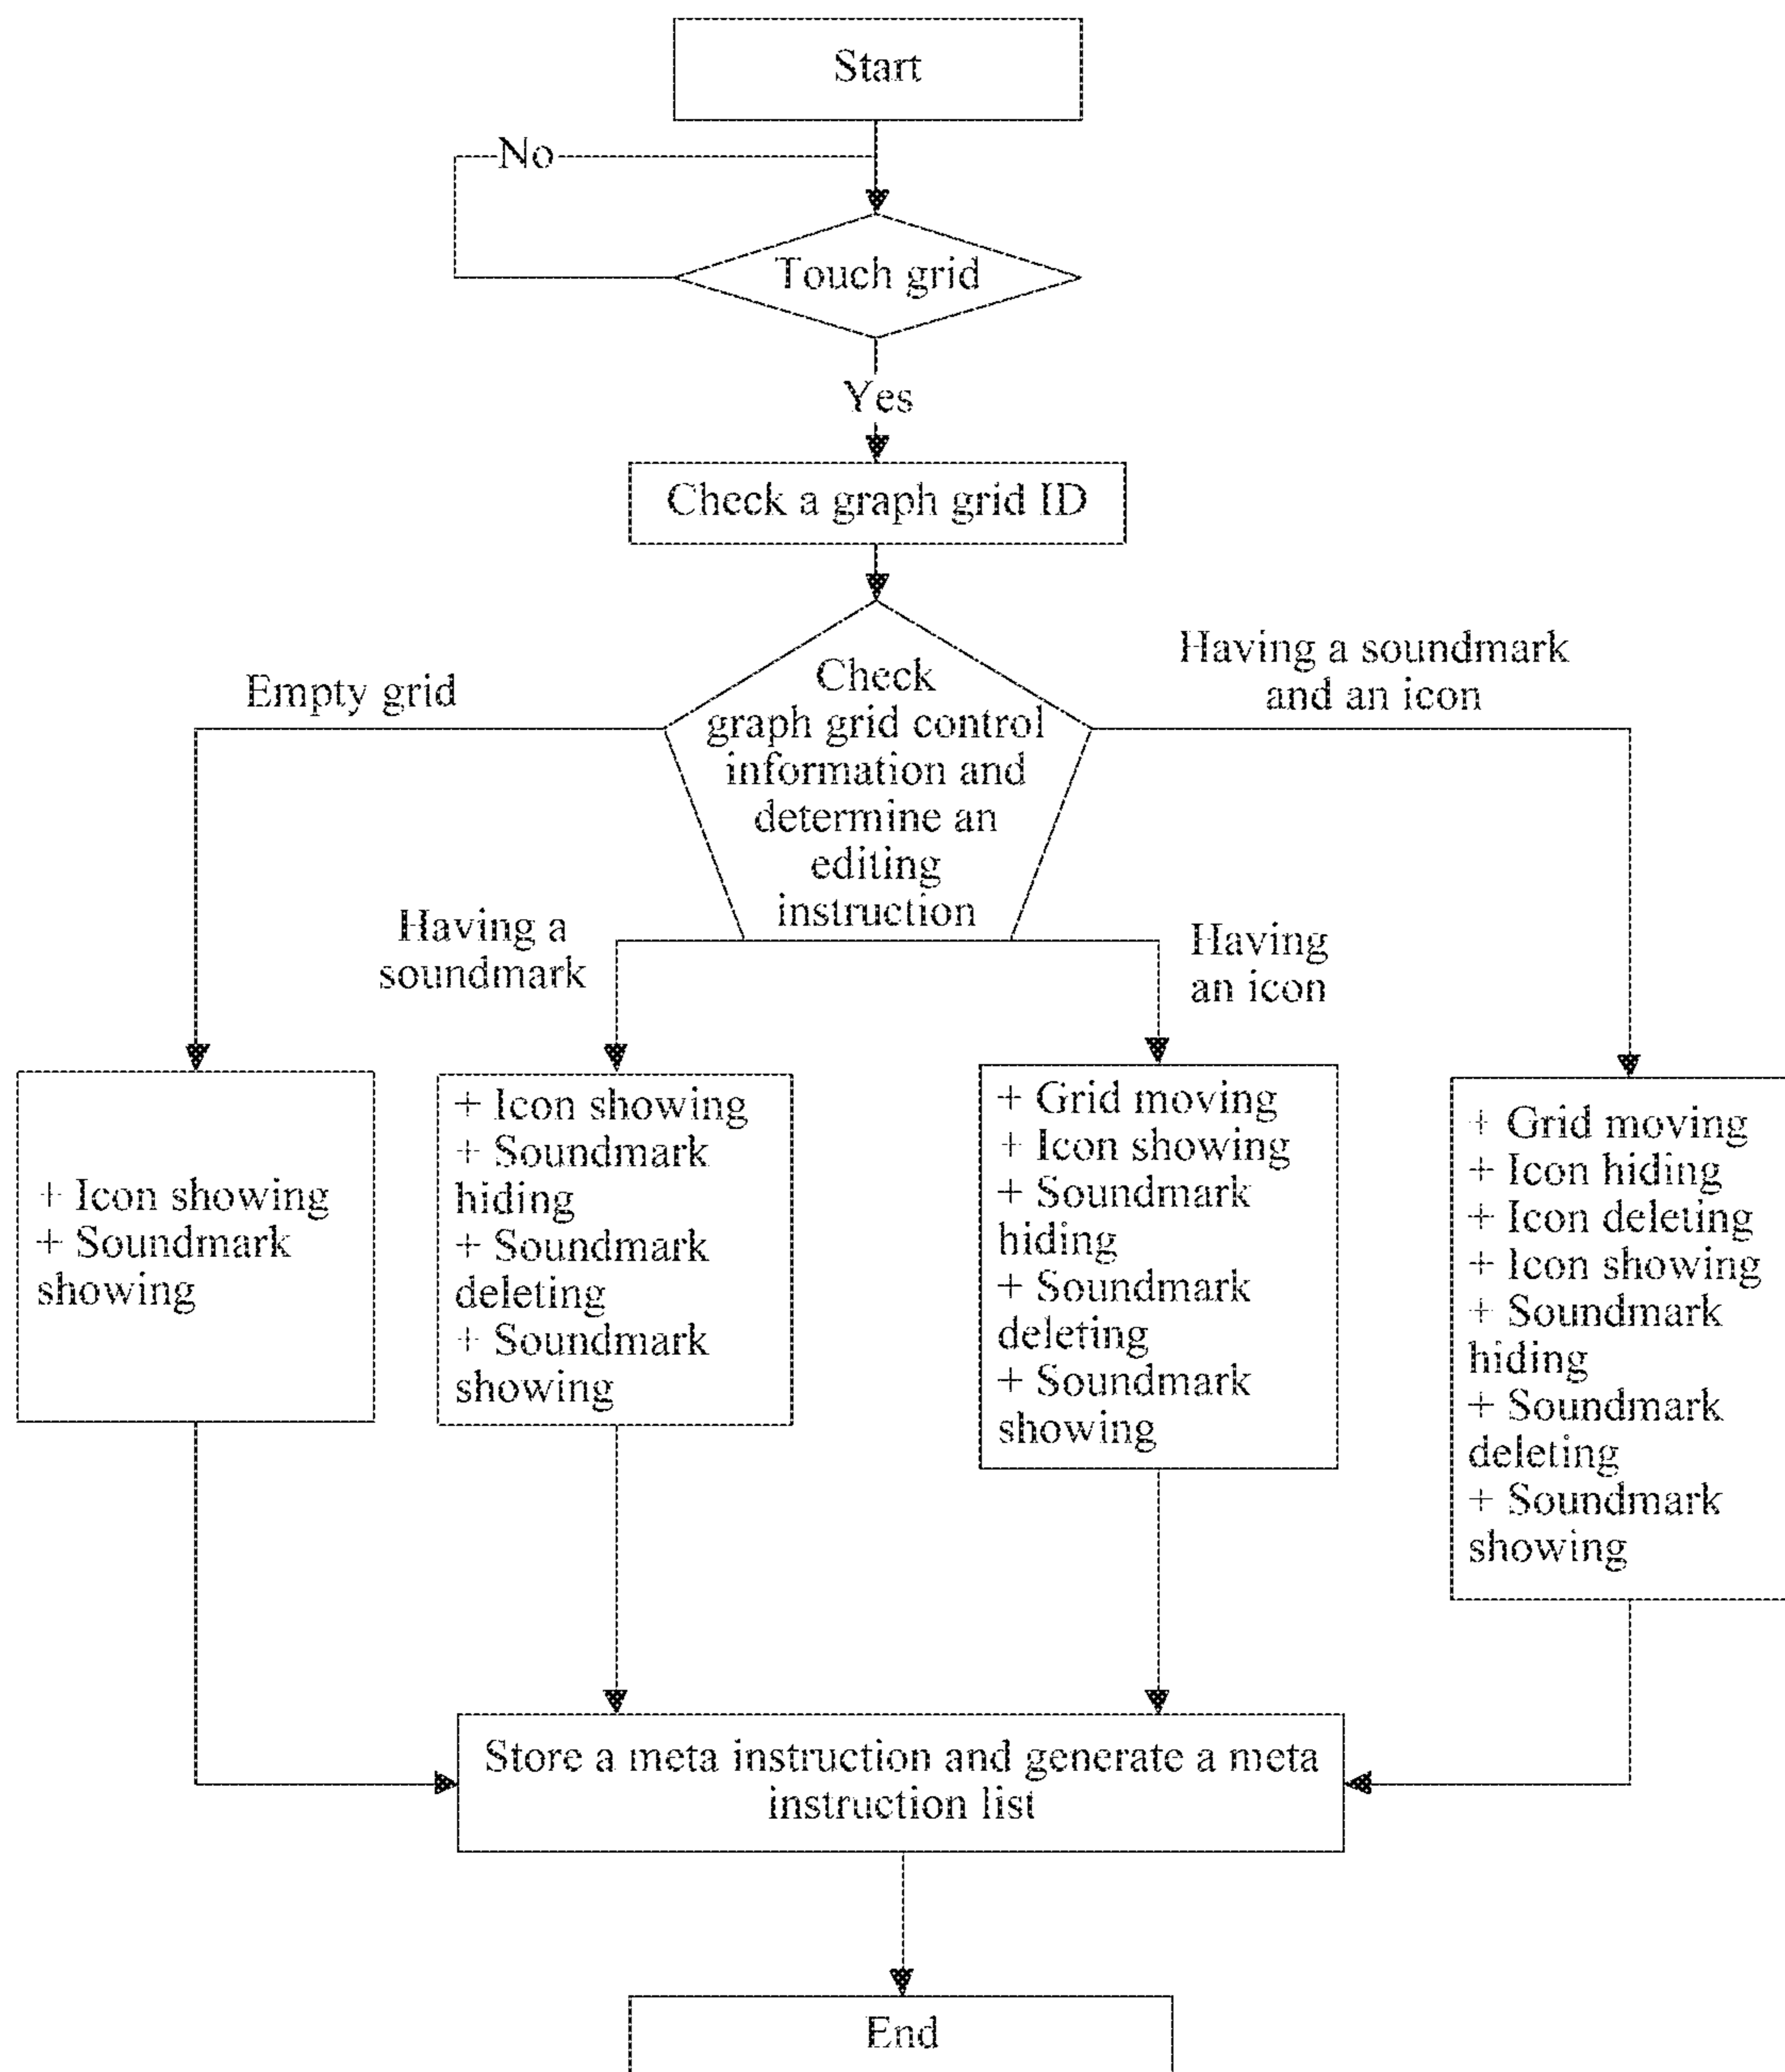 Start
No
Touch grid
Yes
Check a graph grid ID
Check
graph grid control
information and
determine an
editing
instruction
Empty grid
Having a soundmark
and an icon
Having a
soundmark
Having
an icon
+ Icon showing
+ Soundmark
showing
+ Icon showing
+ Soundmark
hiding
+ Soundmark
deleting
+ Soundmark
showing
+ Grid moving
+ Icon showing
+ Soundmark
hiding
+ Soundmark
deleting
+ Soundmark
showing
+ Grid moving
+ Icon hiding
+ Icon deleting
+ Icon showing
+ Soundmark
hiding
+ Soundmark
deleting
+ Soundmark
showing
Store a meta instruction and generate a meta
instruction list
End